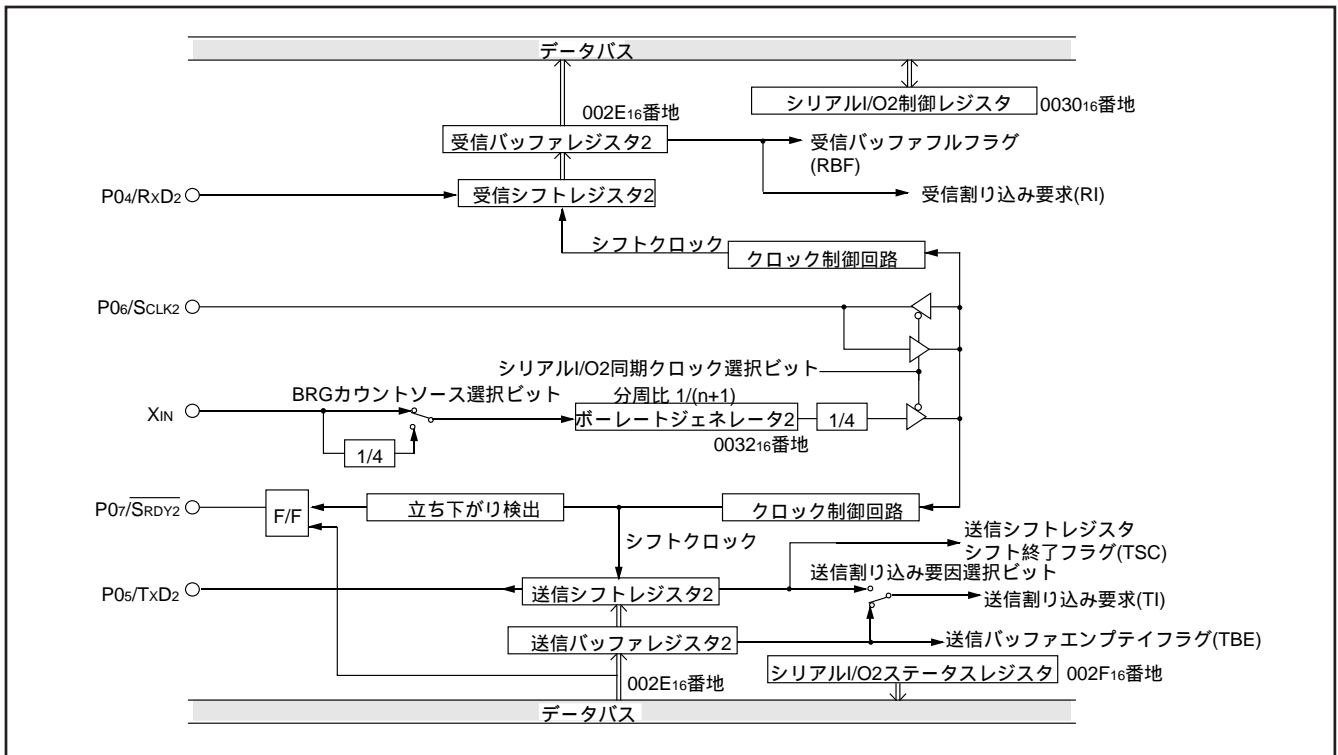 データバス
シリアルI/O2制御レジスタ 0030₁₆番地
002E₁₆番地
受信バッファレジスタ2
受信バッファフルフラグ
(RBF)
P0₄/RxD₂
受信シフトレジスタ2
受信割り込み要求(RI)
シフトクロック
クロック制御回路
P0₆/SCLK2
シリアルI/O2同期クロック選択ビット
BRGカウントソース選択ビット
分周比 1/(n+1)
XIN
ボーレートジェネレータ2
1/4
0032₁₆番地
1/4
P0₇/SRDY2
F/F
立ち下がり検出
クロック制御回路
シフトクロック
送信シフトレジスタ
シフト終了フラグ(TSC)
送信割り込み要因選択ビット
P0₅/TxD₂
送信シフトレジスタ2
送信割り込み要求(TI)
送信バッファレジスタ2
送信バッファエンプテイフラグ(TBE)
シリアルI/O2ステータスレジスタ 002F₁₆番地
002E₁₆番地
データバス